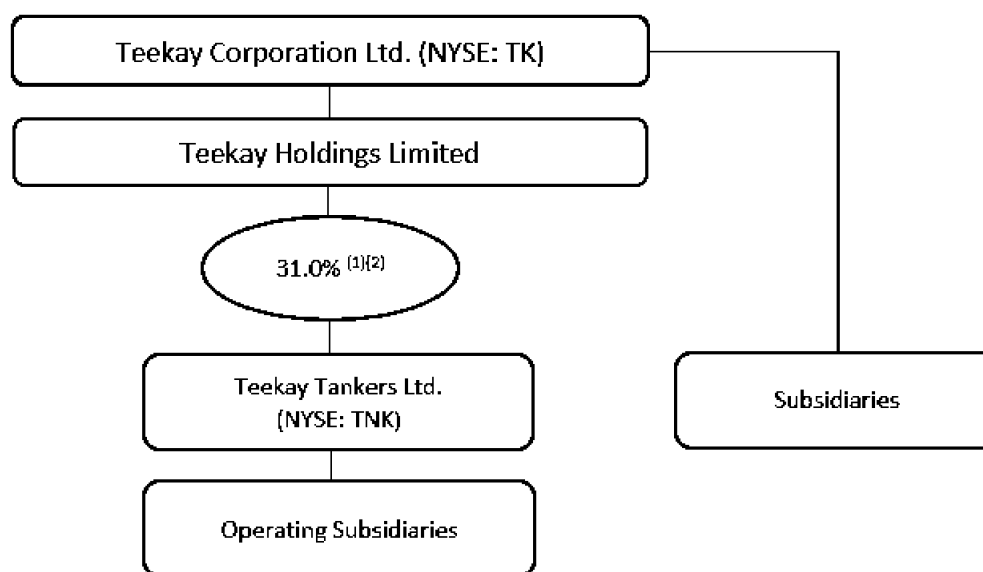 Teekay Corporation Ltd. (NYSE: TK)
Teekay Holdings Limited
31.0% (1)(2)
Teekay Tankers Ltd.
(NYSE: TNK)
Subsidiaries
Operating Subsidiaries